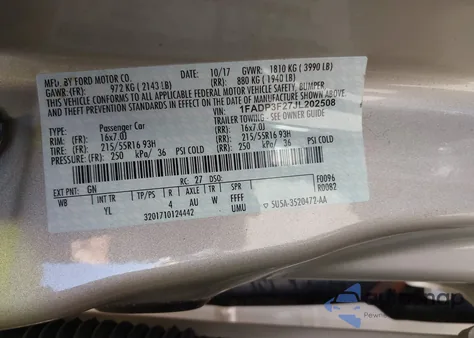 MFD. BY FORD MOTOR CO. 10/17 GVWR: 1810 KG ( 3990 LB)
GAWR: (FR) 972 KG ( 2143 LB) (RR) 880 KG ( 1940 LB)
THIS VEHICLE CONFORMS TO ALL APPLICABLE FEDERAL MOTOR VEHICLE SAFETY, BUMPER,
AND THEFT PREVENTION STANDARDS IN EFFECT ON THE DATE OF MANUFACTURE SHOWN ABOVE.
VIN: 1FADP3F27JL202508
TYPE: Passenger Car TRAILER TOWING - SEE OWNER GUIDE
RIM: (FR) 16x7.0J (RR) 16x7.0J
TIRES: (FR) 215/55R16 93H (RR) 215/55R16 93H
PRESSURE: (FR) 250 kPa/ 36 PSI COLD (RR) 250 kPa/ 36 PSI COLD
EXT PNT: GN RC: 27 DSO: F0096
WB INT TR TP/PS R AX TR SPR R0082
YL 4 AU W FFFF
3201710124442 UMU 5U5A-3520472-AA